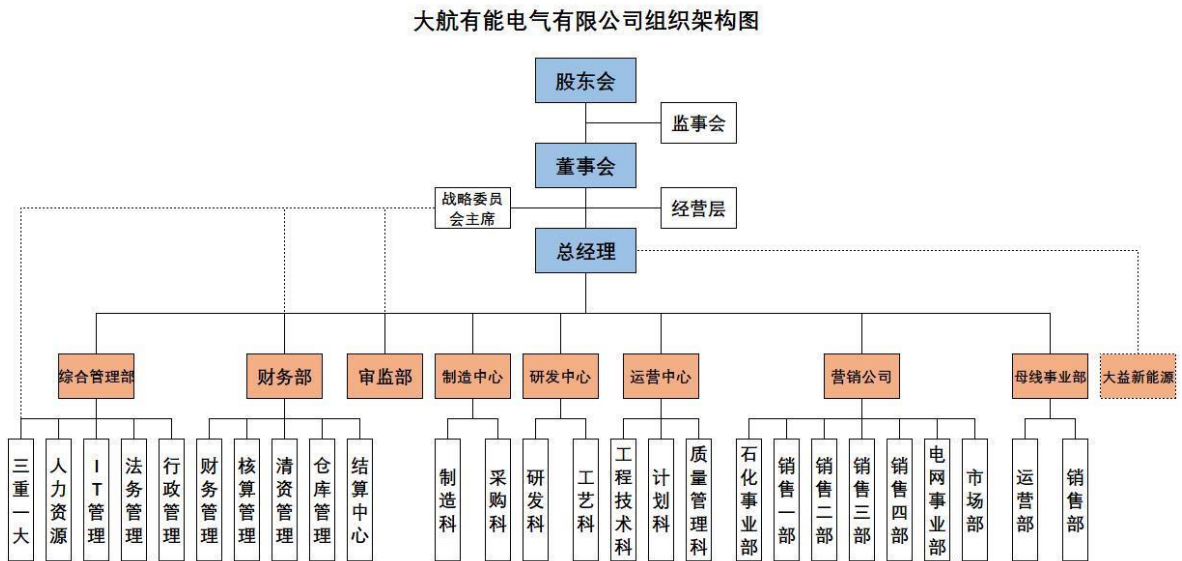 大航有能电气有限公司组织架构图
股东会
监事会
董事会
战略委员
会主席
经营层
总经理
综合管理部
财务部
审监部
制造中心
研发中心
运营中心
营销公司
母线事业部
大益新能源
三重一大
人力资源
IT管理
法务管理
行政管理
财务管理
核算管理
清资管理
仓库管理
结算中心
制造科
采购科
研发科
工艺科
工程技术科
计划科
质量管理科
石化事业部
销售一部
销售二部
销售三部
销售四部
电网事业部
市场部
运营部
销售部